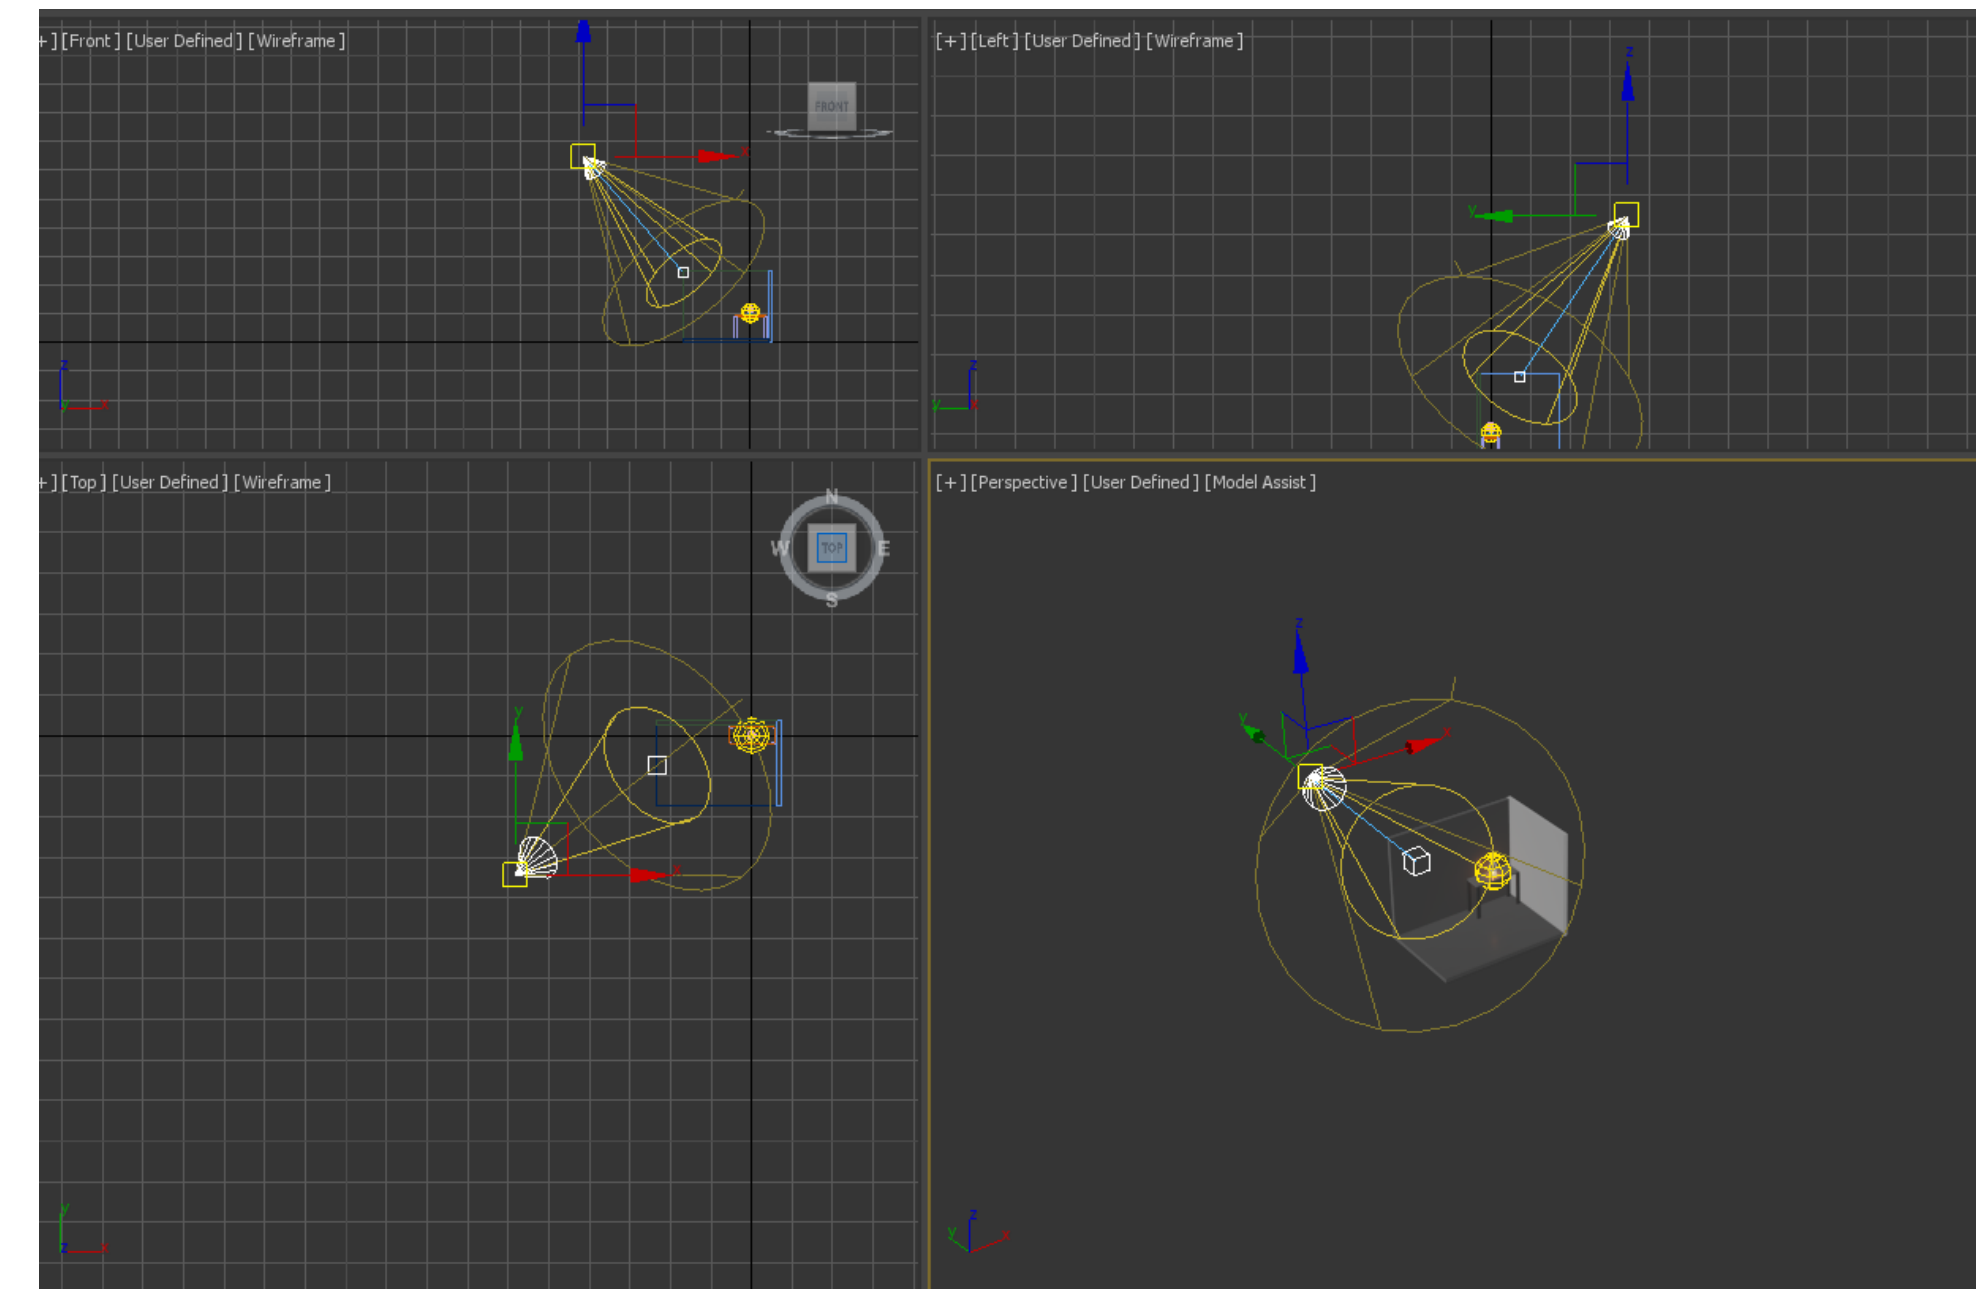 + ] [Front ] [User Defined ] [Wireframe ]
z
FRONT
x
z
y
x
[ + ] [Left ] [User Defined ] [Wireframe ]
z
y
z
y
x
+ ] [Top ] [User Defined ] [Wireframe ]
N
W
TOP
E
S
y
x
y
z
x
[ + ] [Perspective ] [User Defined ] [Model Assist ]
z
y
x
z
y
x